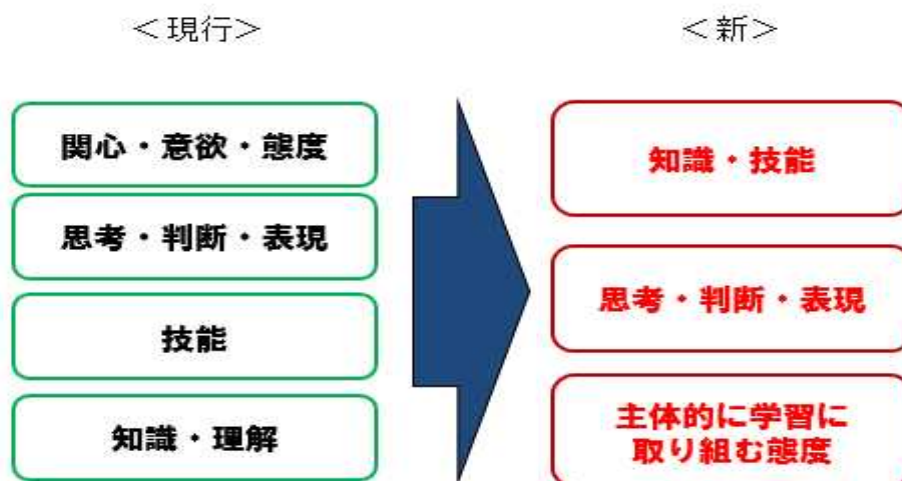 ＜現行＞
＜新＞
関心・意欲・態度
思考・判断・表現
技能
知識・理解
知識・技能
思考・判断・表現
主体的に学習に
取り組む態度